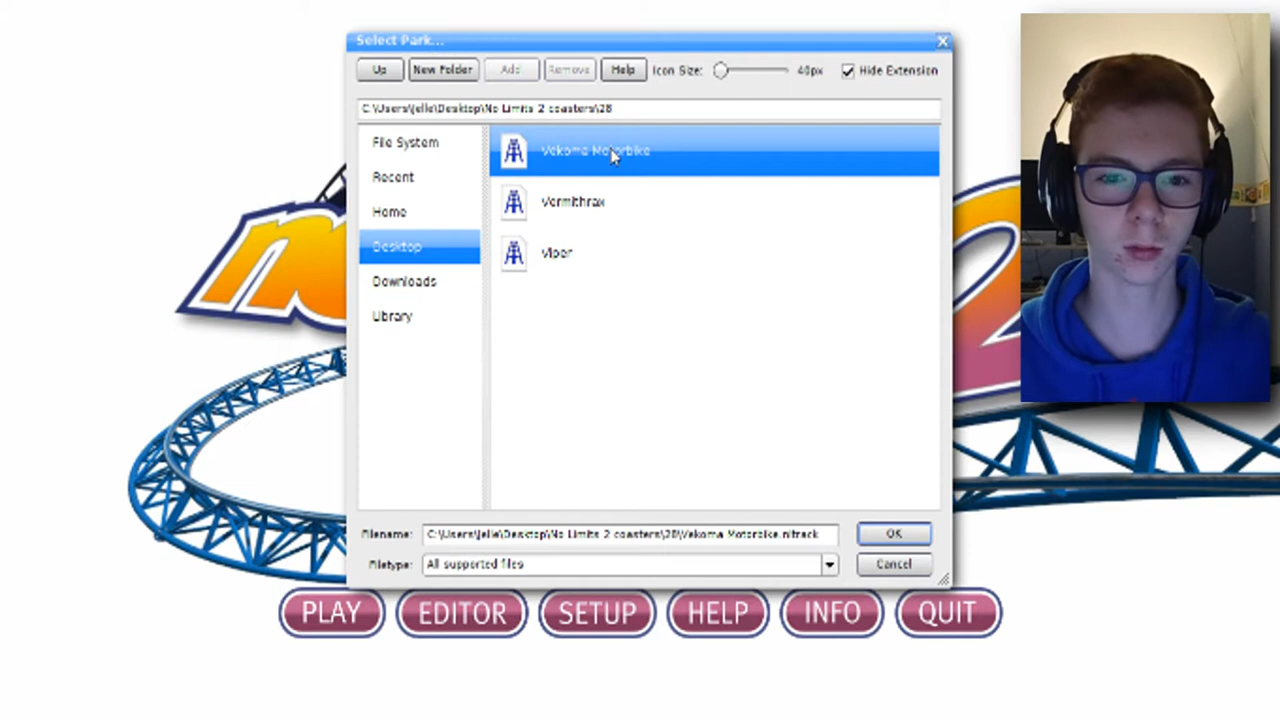 Select Park...
Up New Folder Add Remove Help Icon Size: 40px Hide Extension
C:\Users\Jelle\Desktop\No Limits 2 coasters\28
File System
Recent
Home
Desktop
Downloads
Library
Vekoma Motorbike
Vermithrax
Viper
Filename: C:\Users\Jelle\Desktop\No Limits 2 coasters\28\Vekoma Motorbike.nltrack OK
Filetype: All supported files Cancel
2
PLAY EDITOR SETUP HELP INFO QUIT